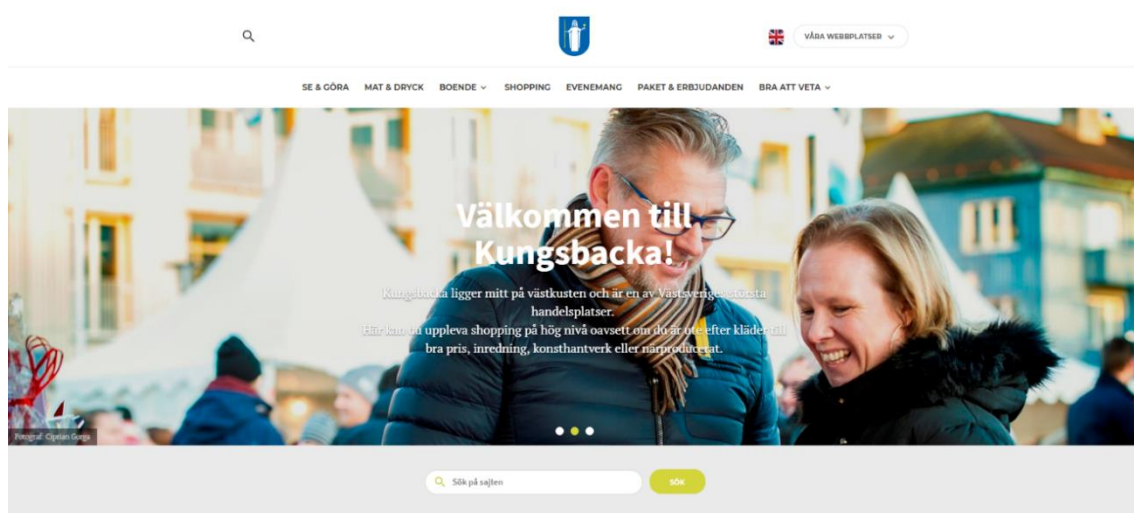 VÅRA WEBBPLATSER
SE & GÖRA MAT & DRYCK BOENDE SHOPPING EVENEMANG PAKET & ERBJUDANDEN BRA ATT VETA
Välkommen till
Kungsbacka!
Kungsbacka ligger mitt på västkusten och är en av Västsveriges största
handelsplatser.
Här kan du uppleva shopping på hög nivå oavsett om du är ute efter kläder till
bra pris, inredning, konsthantverk eller närproducerat.
Fotograf: Ciprian Gorga
Sök på sajten SÖK